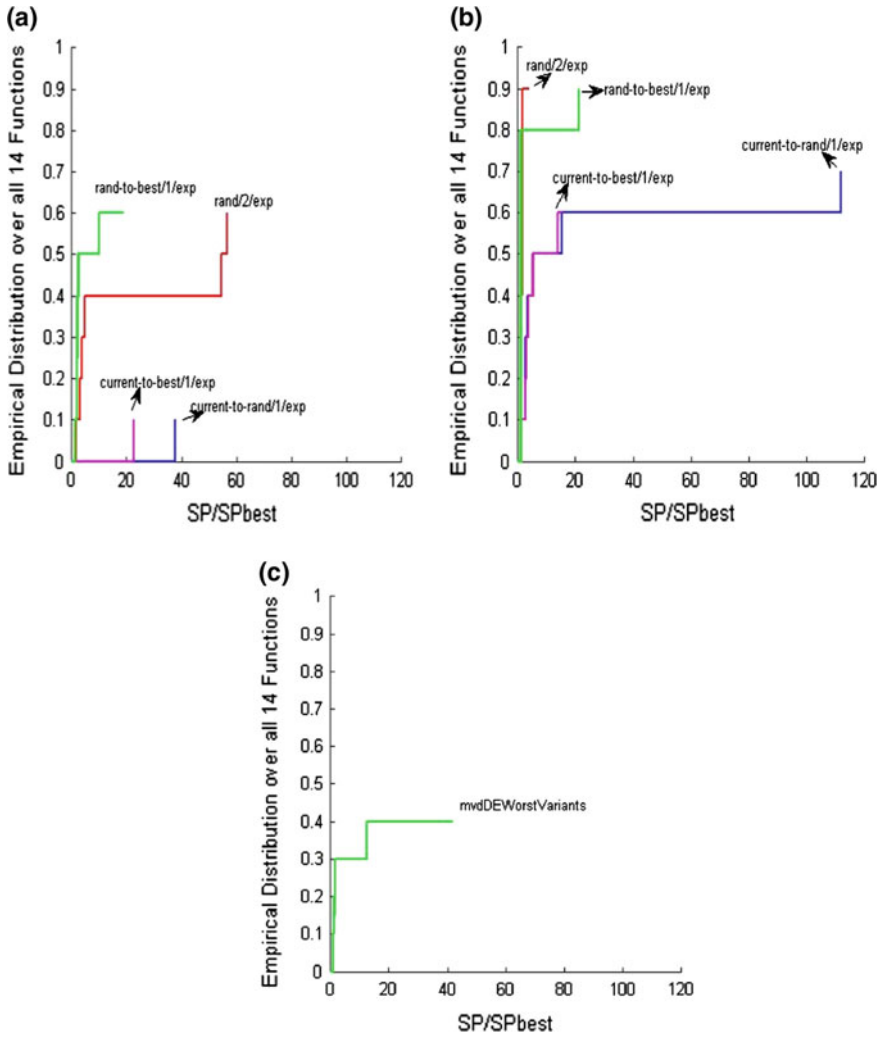 (a)
Empirical Distribution over all 14 Functions
1
0.9
0.8
0.7
0.6
0.5
0.4
0.3
0.2
0.1
0
rand-to-best/1/exp
rand/2/exp
current-to-best/1/exp
current-to-rand/1/exp
0 20 40 60 80 100 120
SP/SPbest
(b)
Empirical Distribution over all 14 Functions
1
0.9
0.8
0.7
0.6
0.5
0.4
0.3
0.2
0.1
0
rand/2/exp
rand-to-best/1/exp
current-to-rand/1/exp
current-to-best/1/exp
0 20 40 60 80 100 120
SP/SPbest
(c)
Empirical Distribution over all 14 Functions
1
0.9
0.8
0.7
0.6
0.5
0.4
0.3
0.2
0.1
0
mvdDEWorstVariants
0 20 40 60 80 100 120
SP/SPbest